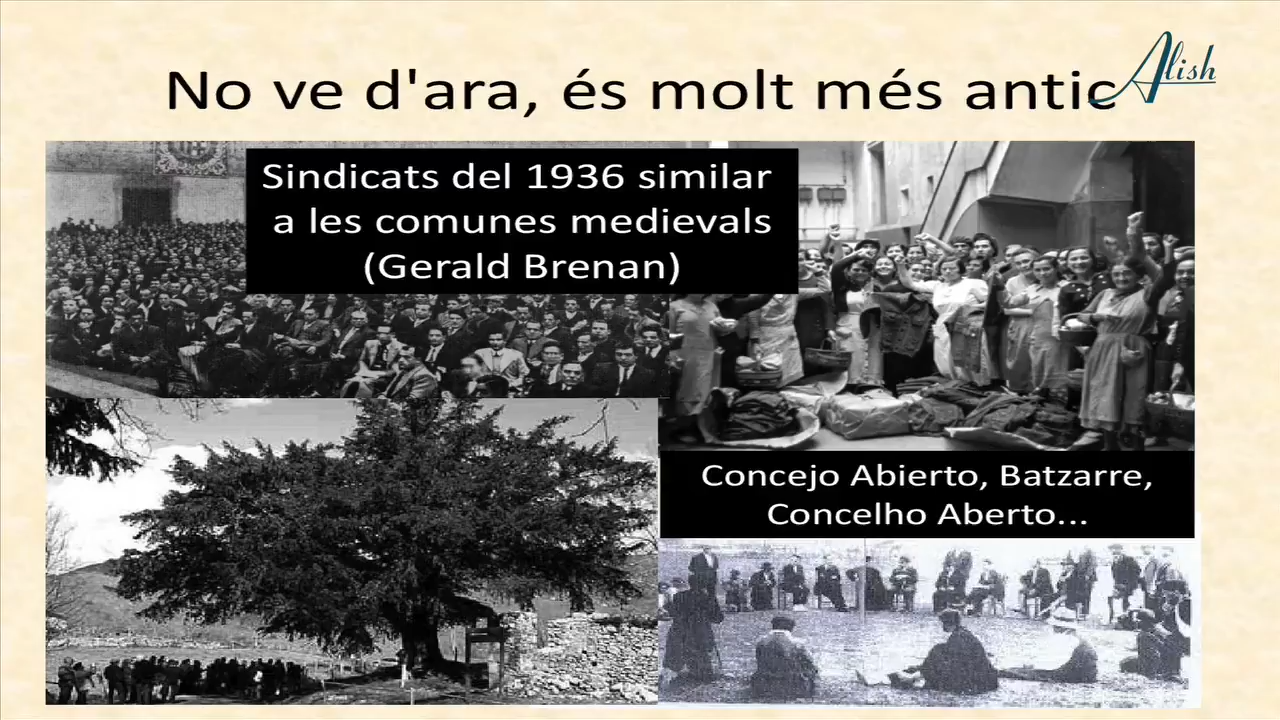 No ve d'ara, és molt més antic
Alish
Sindicats del 1936 similar
a les comunes medievals
(Gerald Brenan)
Concejo Abierto, Batzarre,
Concelho Aberto...